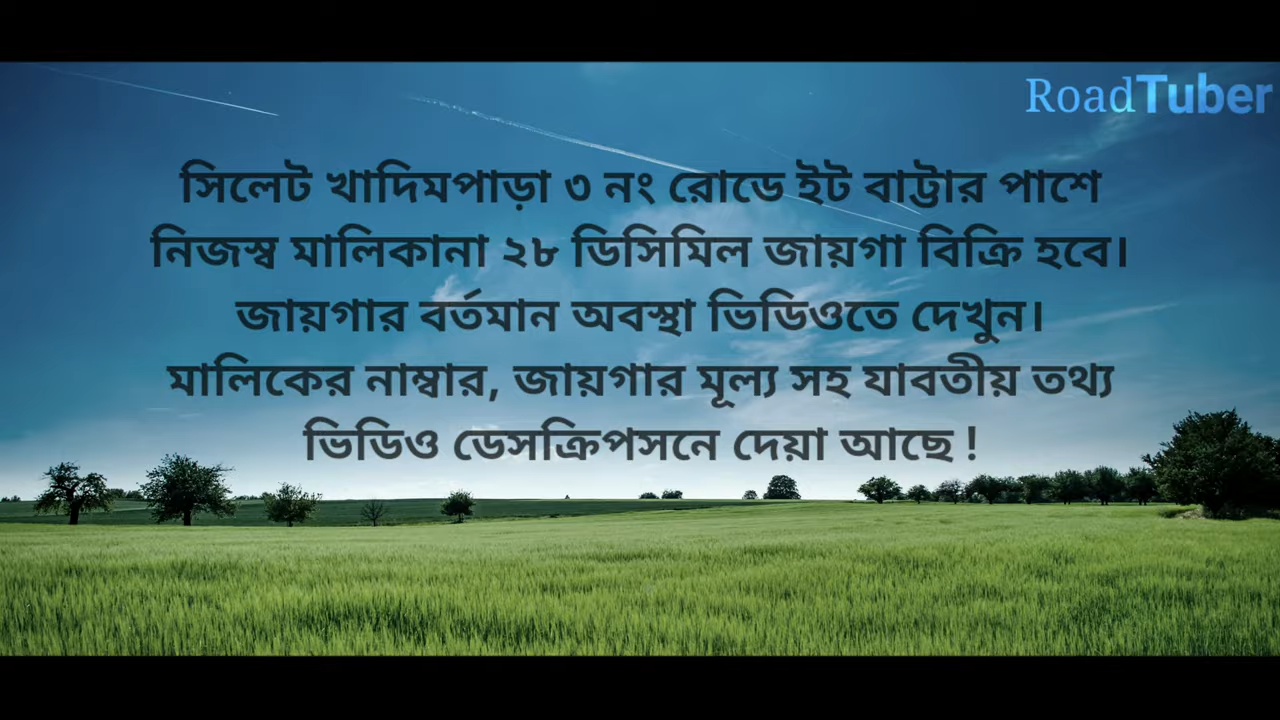 RoadTuber
সিলেট খাদিমপাড়া ৩ নং রোডে ইট বাট্টার পাশে
নিজস্ব মালিকানা ২৮ ডিসিমিল জায়গা বিক্রি হবে।
জায়গার বর্তমান অবস্থা ভিডিওতে দেখুন।
মালিকের নাম্বার, জায়গার মূল্য সহ যাবতীয় তথ্য
ভিডিও ডেসক্রিপসনে দেয়া আছে !